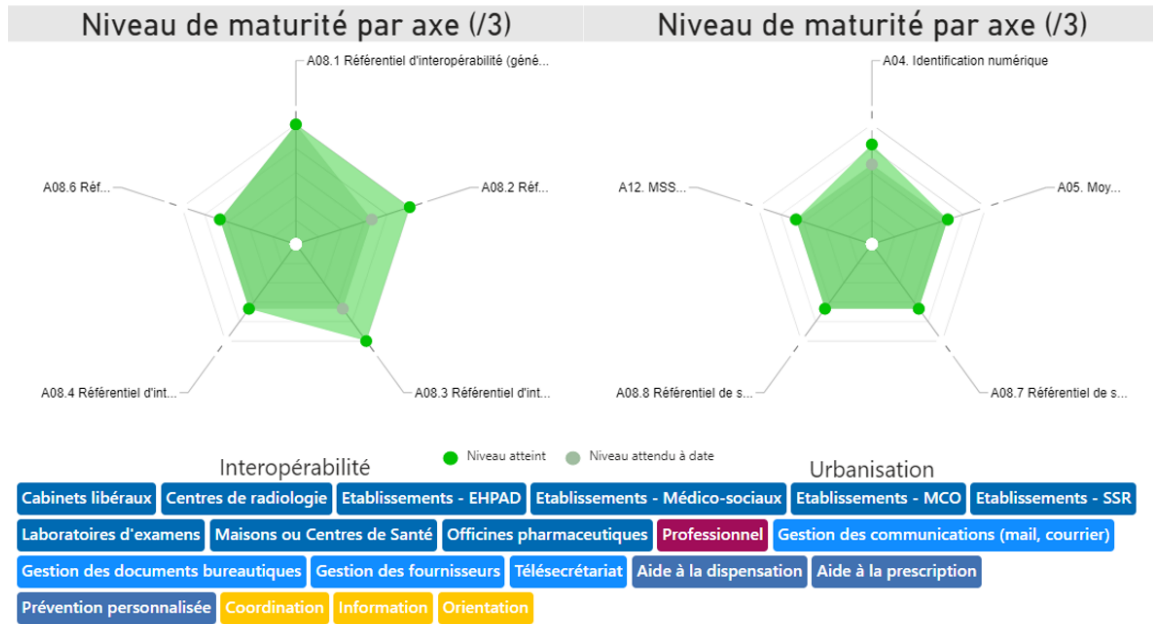 Niveau de maturité par axe (/3)
Niveau de maturité par axe (/3)
A08.1 Référentiel d'interopérabilité (géné...
A08.6 Réf...
A08.2 Réf...
A08.4 Référentiel d'int...
A08.3 Référentiel d'int...
A04. Identification numérique
A12. MSS...
A05. Moy...
A08.8 Référentiel de s...
A08.7 Référentiel de s...
Interopérabilité
Niveau atteint
Niveau attendu à date
Urbanisation
Cabinets libéraux Centres de radiologie Etablissements - EHPAD Etablissements - Médico-sociaux Etablissements - MCO Etablissements - SSR
Laboratoires d'examens Maisons ou Centres de Santé Officines pharmaceutiques Professionnel Gestion des communications (mail, courrier)
Gestion des documents bureautiques Gestion des fournisseurs Télésecrétariat Aide à la dispensation Aide à la prescription
Prévention personnalisée Coordination Information Orientation